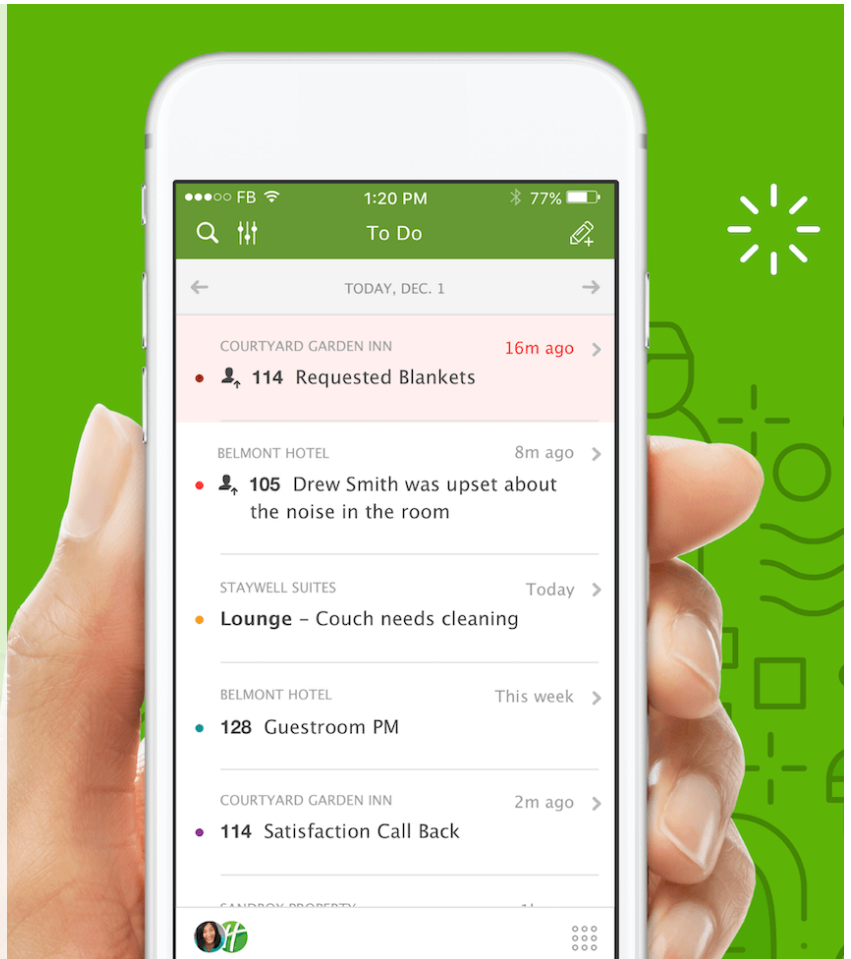 FB 1:20 PM 77%
To Do
TODAY, DEC. 1
COURTYARD GARDEN INN 16m ago
114 Requested Blankets
BELMONT HOTEL 8m ago
105 Drew Smith was upset about
the noise in the room
STAYWELL SUITES Today
Lounge – Couch needs cleaning
BELMONT HOTEL This week
128 Guestroom PM
COURTYARD GARDEN INN 2m ago
114 Satisfaction Call Back
SANDBOX PROPERTY
H